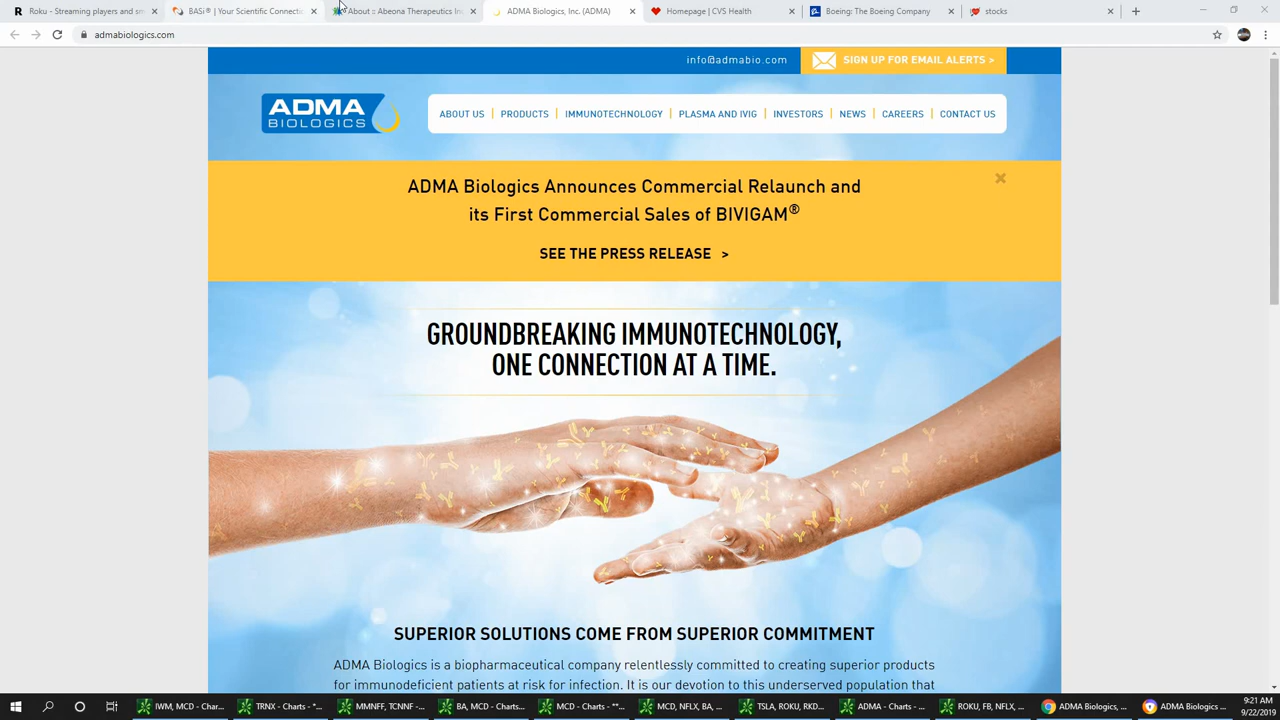 Roku - Streaming players and sm
BASi® | Your Scientific Connectio
About :: Abeona Therapeutics Inc
ADMA Biologics, Inc. (ADMA)
Homepage | CVS Health
Boeing: The Boeing Company
stocks
admabiologics.com
info@admabio.com
SIGN UP FOR EMAIL ALERTS >
ADMA
BIOLOGICS
ABOUT US | PRODUCTS | IMMUNOTECHNOLOGY | PLASMA AND IVIG | INVESTORS | NEWS | CAREERS | CONTACT US
ADMA Biologics Announces Commercial Relaunch and
its First Commercial Sales of BIVIGAM®
SEE THE PRESS RELEASE >
GROUNDBREAKING IMMUNOTECHNOLOGY,
ONE CONNECTION AT A TIME.
SUPERIOR SOLUTIONS COME FROM SUPERIOR COMMITMENT
ADMA Biologics is a biopharmaceutical company relentlessly committed to creating superior products
for immunodeficient patients at risk for infection. It is our devotion to this underserved population that
IWM, MCD - Char...
TRNX - Charts - "...
MMNFF, TCNNF - ...
BA, MCD - Charts ...
MCD - Charts - "*...
MCD, NFLX, BA, ...
TSLA, ROKU, RKD...
ADMA - Charts - ...
ROKU, FB, NFLX, ...
ADMA Biologics, ...
ADMA Biologics ...
9:21 AM
9/22/2019